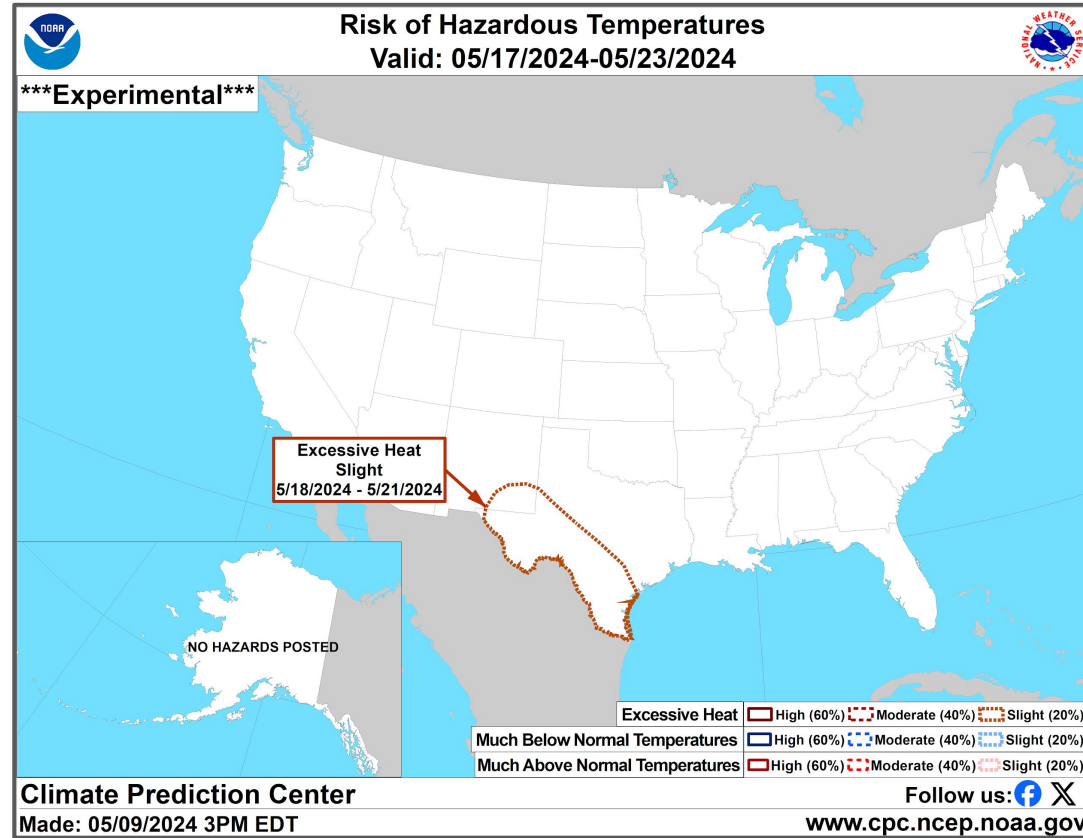 NOAA
Risk of Hazardous Temperatures
Valid: 05/17/2024-05/23/2024
NATIONAL WEATHER SERVICE
***Experimental***
Excessive Heat
Slight
5/18/2024 - 5/21/2024
NO HAZARDS POSTED
Excessive Heat High (60%) Moderate (40%) Slight (20%)
Much Below Normal Temperatures High (60%) Moderate (40%) Slight (20%)
Much Above Normal Temperatures High (60%) Moderate (40%) Slight (20%)
Climate Prediction Center
Follow us:
Made: 05/09/2024 3PM EDT
www.cpc.ncep.noaa.gov